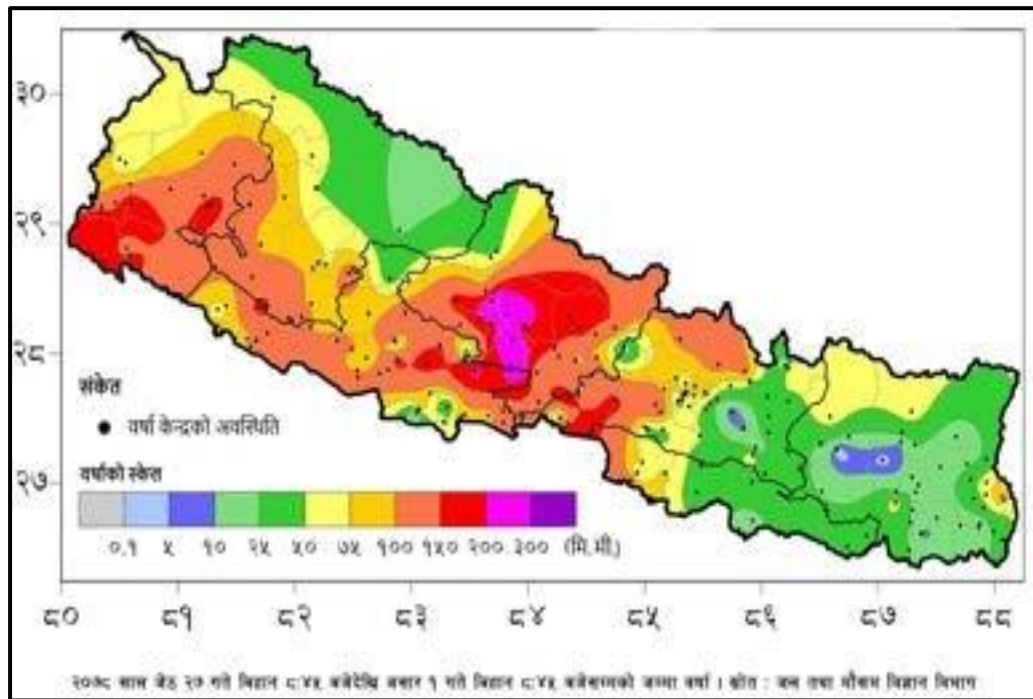 ३०
२९
२८
२७
संकेत
वर्षा केन्द्रको अवस्थिति
वर्षाको स्केल
०.१ ५ १० २५ ५० ७५ १०० १५० २०० ३०० (मि.मी.)
८० ८१ ८२ ८३ ८४ ८५ ८६ ८७ ८८
२०७८ साल जेठ २७ गते बिहान ८:४५ बजेदेखि असार १ गते बिहान ८:४५ बजेसम्मको जम्मा वर्षा । स्रोत : जल तथा मौसम विज्ञान विभाग